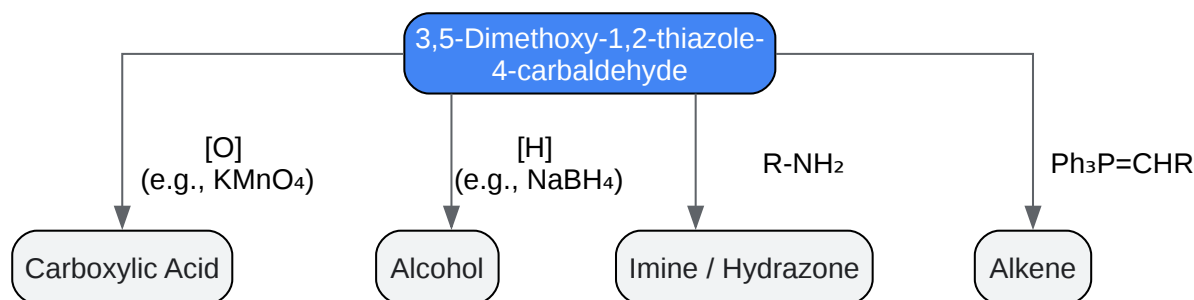 3,5-Dimethoxy-1,2-thiazole-
4-carbaldehyde
[O]
(e.g., KMnO₄)
[H]
(e.g., NaBH₄)
R-NH₂
Ph₃P=CHR
Carboxylic Acid
Alcohol
Imine / Hydrazone
Alkene